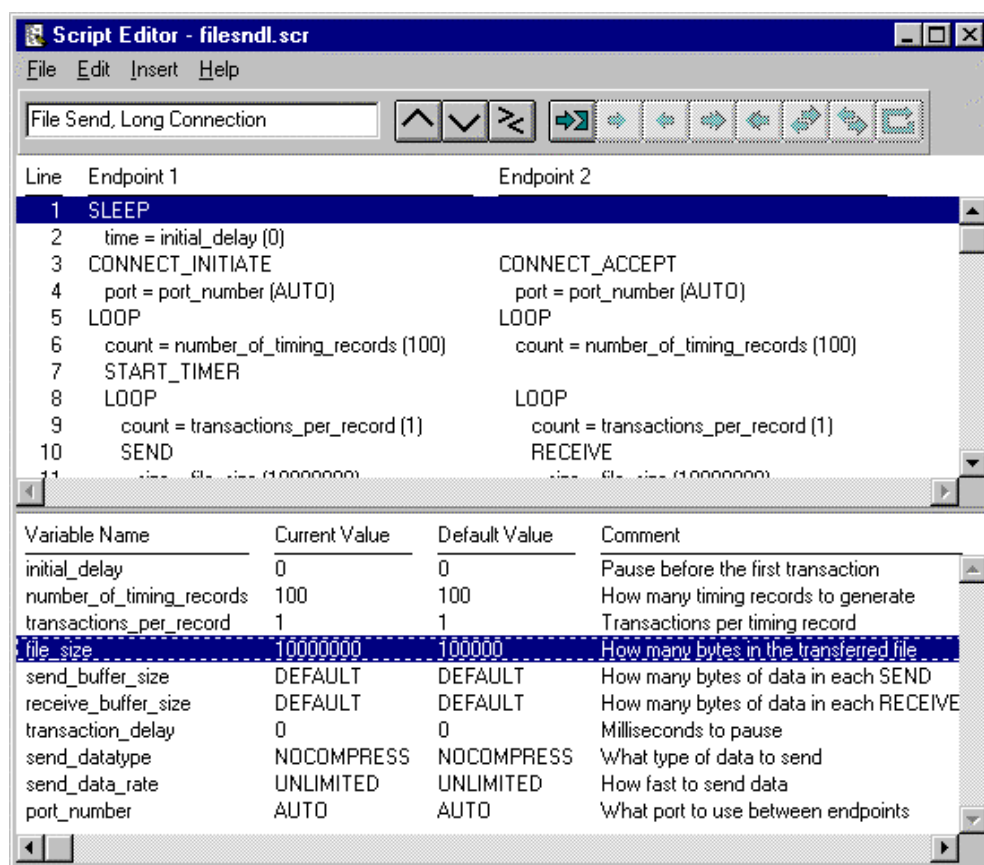 Script Editor - filesndl.scr
File Edit Insert Help
File Send, Long Connection
Line Endpoint 1 Endpoint 2
1 SLEEP
2 time = initial_delay (0)
3 CONNECT_INITIATE CONNECT_ACCEPT
4 port = port_number (AUTO) port = port_number (AUTO)
5 LOOP LOOP
6 count = number_of_timing_records (100) count = number_of_timing_records (100)
7 START_TIMER
8 LOOP LOOP
9 count = transactions_per_record (1) count = transactions_per_record (1)
10 SEND RECEIVE
11 size = file_size (10000000) size = file_size (10000000)
Variable Name Current Value Default Value Comment
initial_delay 0 0 Pause before the first transaction
number_of_timing_records 100 100 How many timing records to generate
transactions_per_record 1 1 Transactions per timing record
file_size 10000000 100000 How many bytes in the transferred file
send_buffer_size DEFAULT DEFAULT How many bytes of data in each SEND
receive_buffer_size DEFAULT DEFAULT How many bytes of data in each RECEIVE
transaction_delay 0 0 Milliseconds to pause
send_datatype NOCOMPRESS NOCOMPRESS What type of data to send
send_data_rate UNLIMITED UNLIMITED How fast to send data
port_number AUTO AUTO What port to use between endpoints